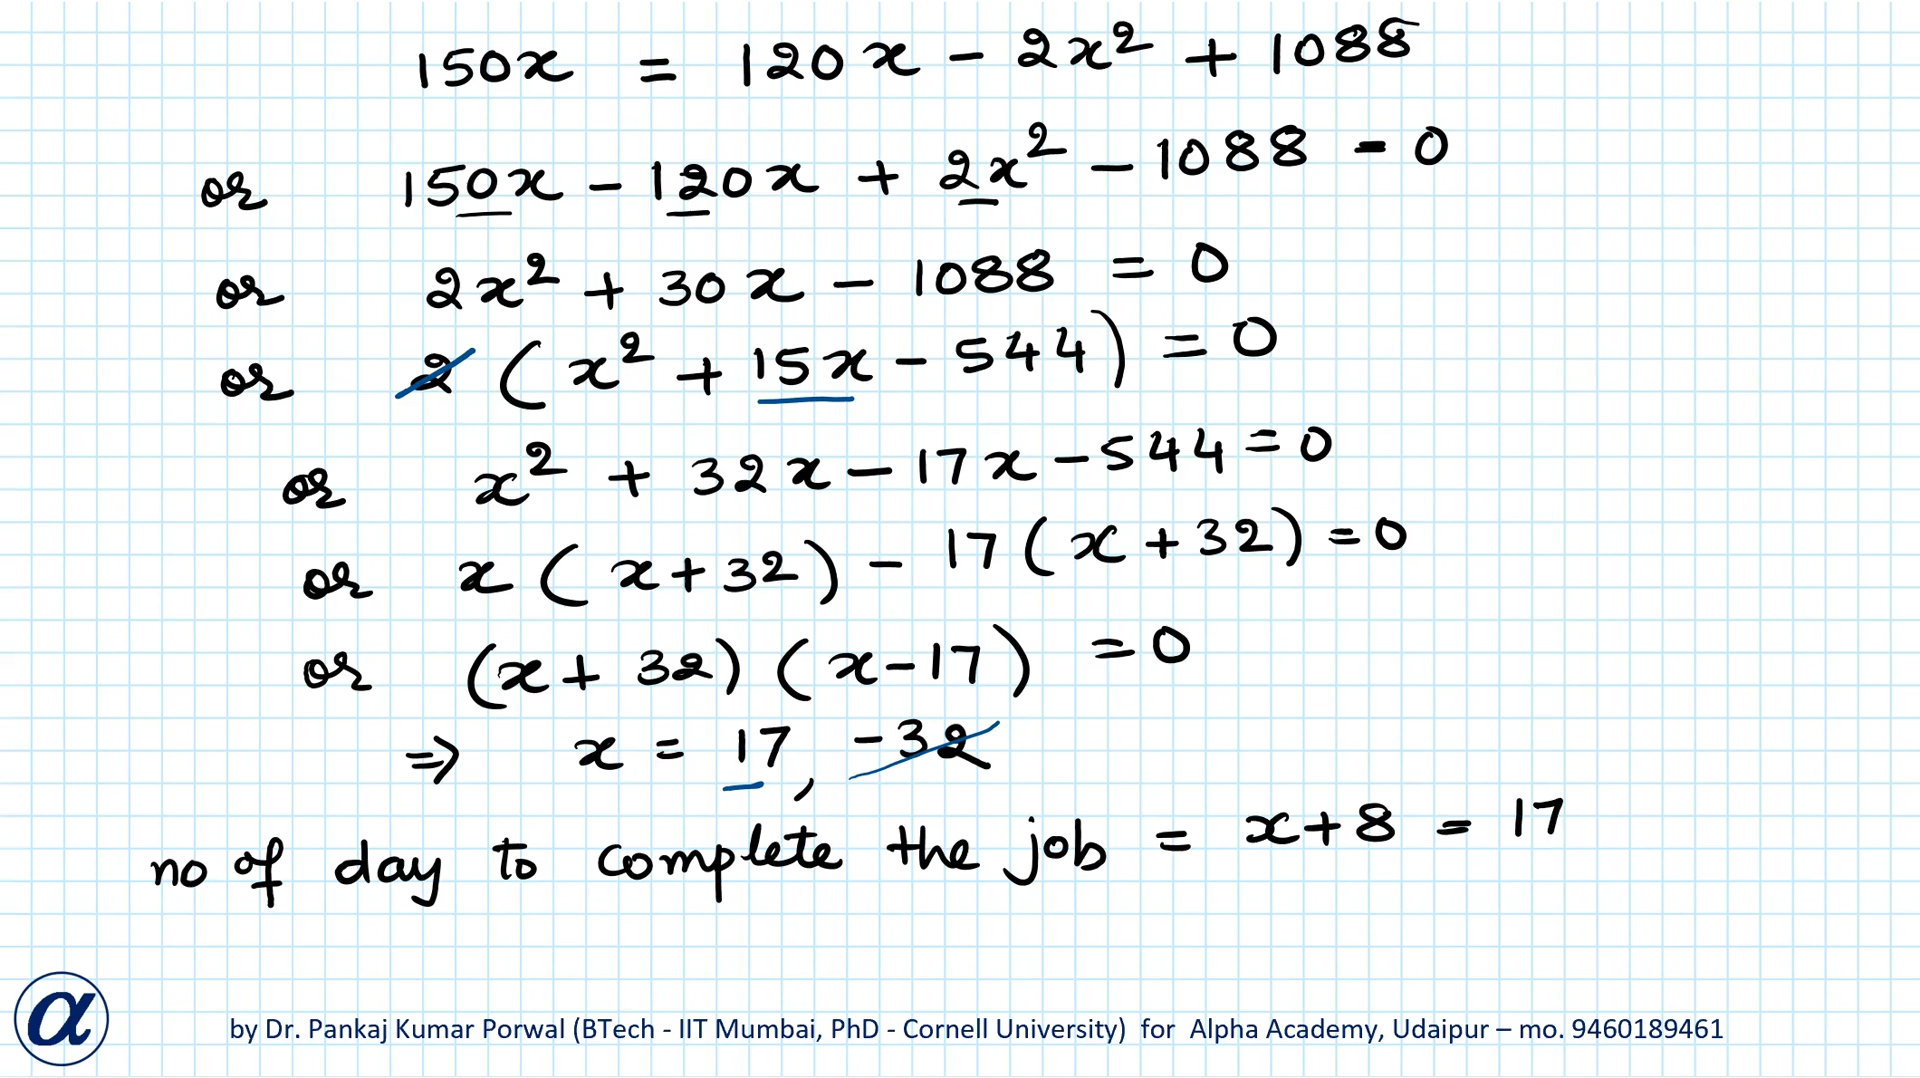 150x = 120x - 2x² + 1088
or 150x - 120x + 2x² - 1088 = 0
or 2x² + 30x - 1088 = 0
or 2 ( x² + 15x - 544 ) = 0
or x² + 32x - 17x - 544 = 0
or x ( x + 32 ) - 17 ( x + 32 ) = 0
or (x + 32) ( x - 17 ) = 0
⇒ x = 17, -32
no of day to complete the job = x + 8 = 17
α by Dr. Pankaj Kumar Porwal (BTech - IIT Mumbai, PhD - Cornell University) for Alpha Academy, Udaipur – mo. 9460189461